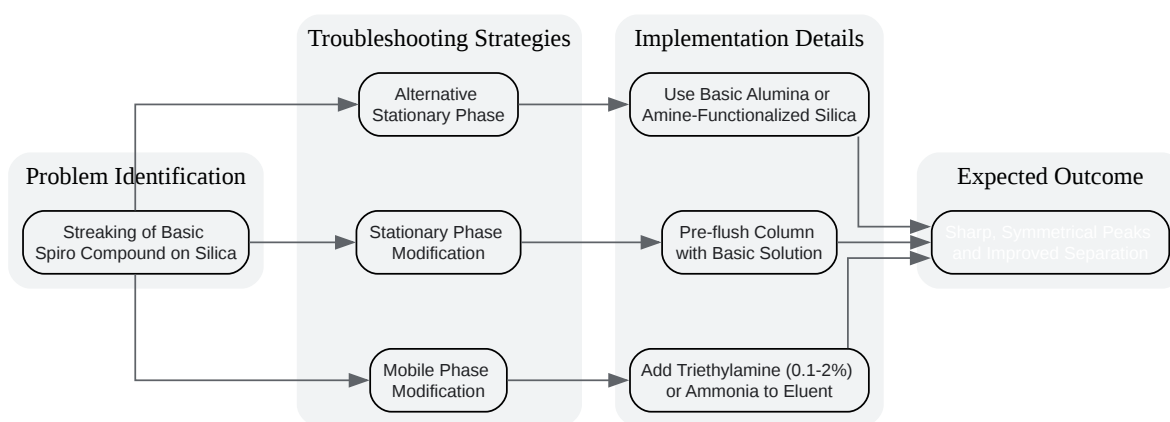 Troubleshooting Strategies
Implementation Details
Alternative
Stationary Phase
Use Basic Alumina or
Amine-Functionalized Silica
Problem Identification
Expected Outcome
Streaking of Basic
Spiro Compound on Silica
Stationary Phase
Modification
Pre-flush Column
with Basic Solution
Sharp, Symmetrical Peaks
and Improved Separation
Mobile Phase
Modification
Add Triethylamine (0.1-2%)
or Ammonia to Eluent